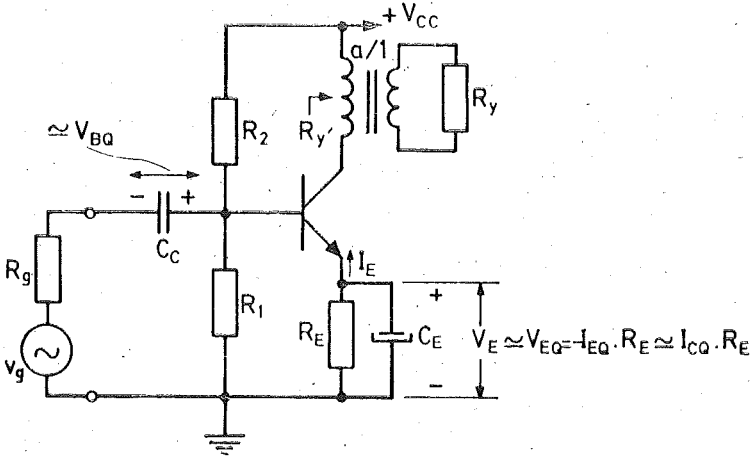 + V_CC
a/1
R_y
R_y'
R_2
≃ V_BQ
- +
C_C
R_g
R_1
I_E
R_E
C_E
+
V_E ≃ V_EQ = -I_EQ . R_E ≃ I_CQ . R_E
-
v_g
~